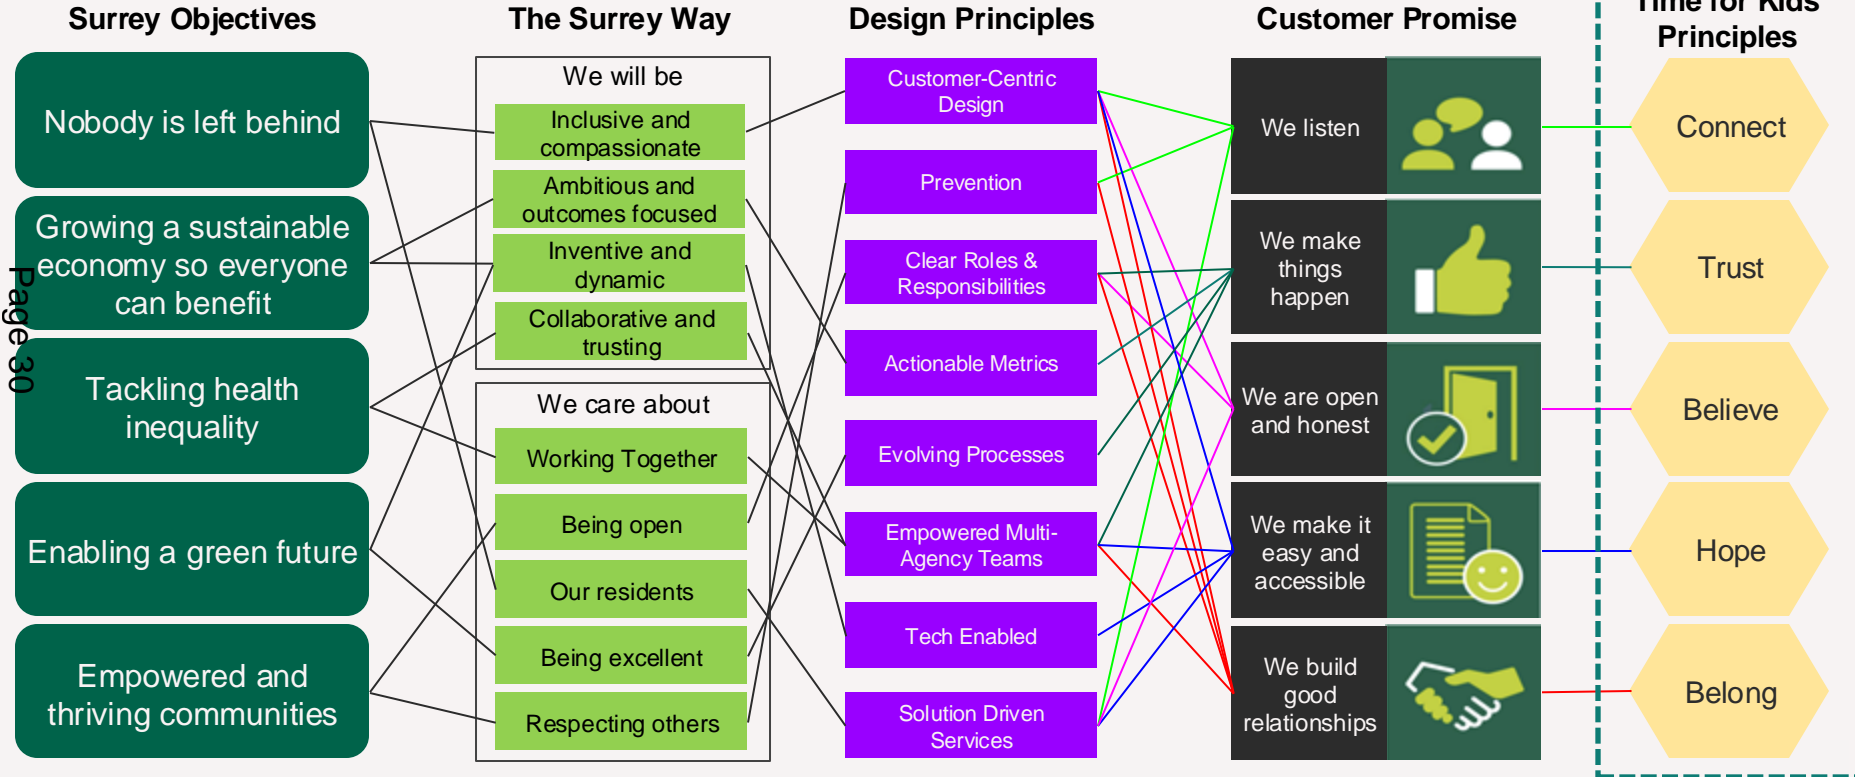 Surrey Objectives
The Surrey Way
Design Principles
Customer Promise
Time for Kids
Principles
Nobody is left behind
Growing a sustainable
economy so everyone
can benefit
Tackling health
inequality
Enabling a green future
Empowered and
thriving communities
Page 30
We will be
Inclusive and
compassionate
Ambitious and
outcomes focused
Inventive and
dynamic
Collaborative and
trusting
We care about
Working Together
Being open
Our residents
Being excellent
Respecting others
Customer-Centric
Design
Prevention
Clear Roles &
Responsibilities
Actionable Metrics
Evolving Processes
Empowered Multi-
Agency Teams
Tech Enabled
Solution Driven
Services
We listen
We make
things
happen
We are open
and honest
We make it
easy and
accessible
We build
good
relationships
Connect
Trust
Believe
Hope
Belong